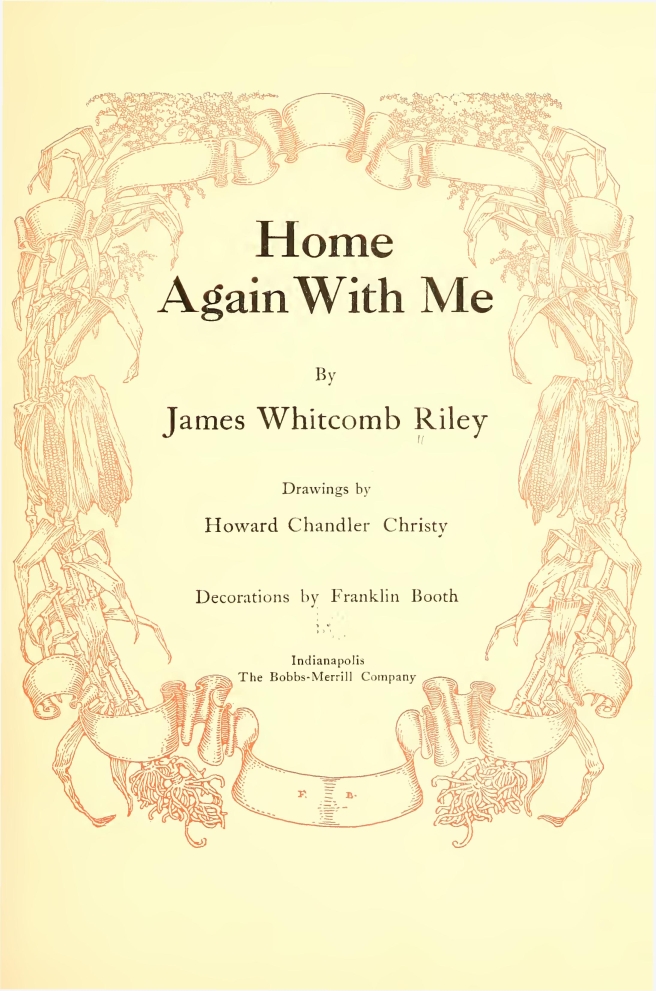 Home
Again With Me
By
James Whitcomb Riley
Drawings by
Howard Chandler Christy
Decorations by Franklin Booth
Indianapolis
The Bobbs-Merrill Company
F. B.